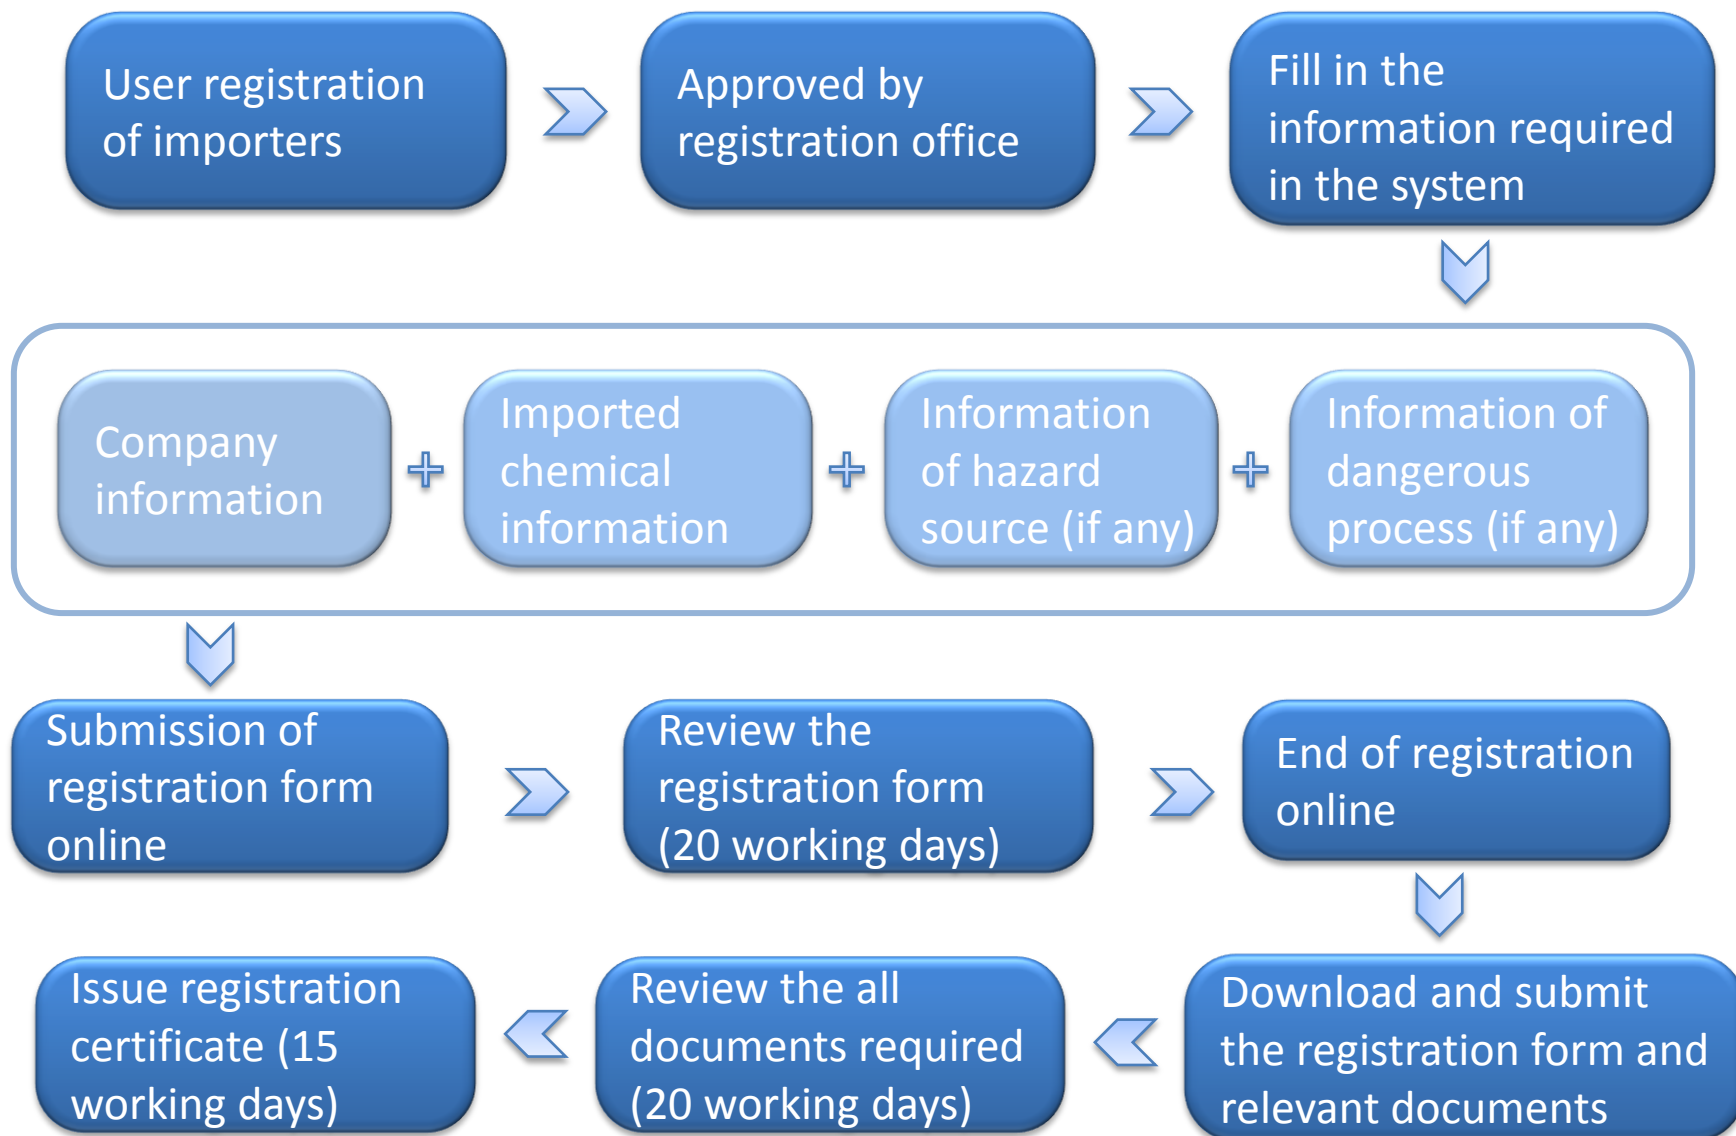 User registration
of importers
Approved by
registration office
Fill in the
information required
in the system
Company
information
Imported
chemical
information
Information
of hazard
source (if any)
Information of
dangerous
process (if any)
Submission of
registration form
online
Review the
registration form
(20 working days)
End of registration
online
Download and submit
the registration form and
relevant documents
Review the all
documents required
(20 working days)
Issue registration
certificate (15
working days)